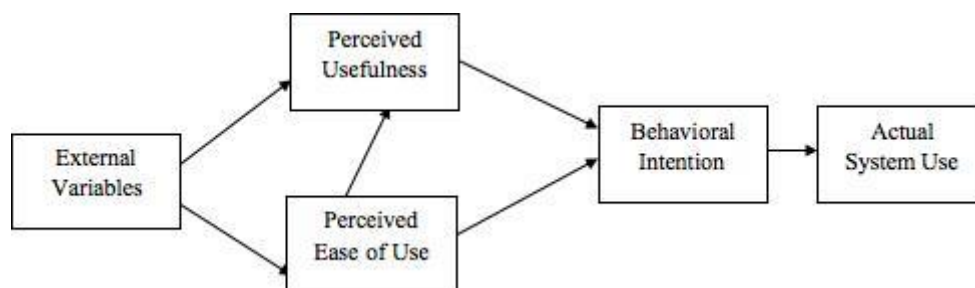 Perceived
Usefulness
External
Variables
Perceived
Ease of Use
Behavioral
Intention
Actual
System Use